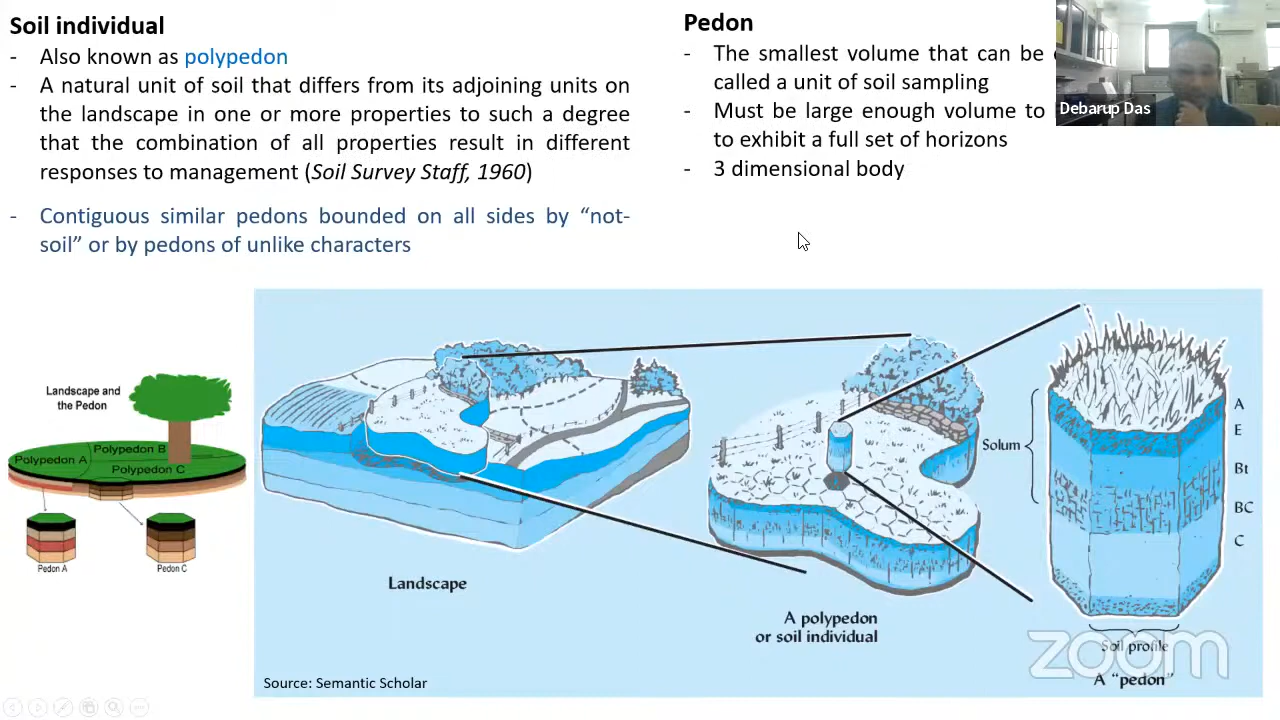 Soil individual
- Also known as polypedon
- A natural unit of soil that differs from its adjoining units on
the landscape in one or more properties to such a degree
that the combination of all properties result in different
responses to management (Soil Survey Staff, 1960)
- Contiguous similar pedons bounded on all sides by “not-
soil” or by pedons of unlike characters
Pedon
- The smallest volume that can be
called a unit of soil sampling
- Must be large enough volume to
to exhibit a full set of horizons
- 3 dimensional body
Debarup Das
Landscape and
the Pedon
Polypedon B
Polypedon A
Polypedon C
Pedon A
Pedon C
Landscape
A polypedon
or soil individual
Solum
A
E
Bt
BC
C
Soil profile
A “pedon”
zoom
Source: Semantic Scholar